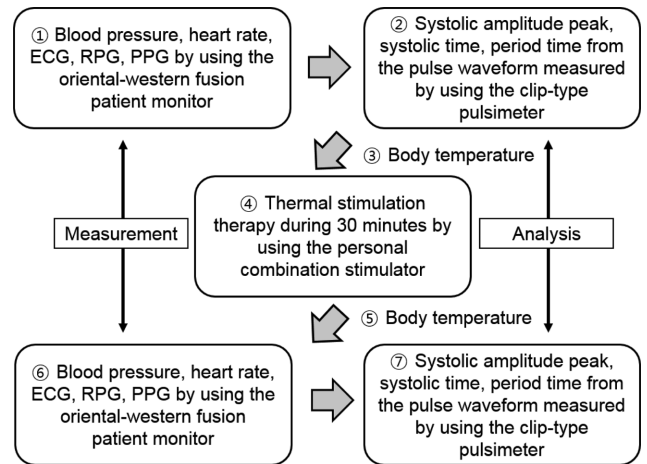 ① Blood pressure, heart rate,
ECG, RPG, PPG by using the
oriental-western fusion
patient monitor
② Systolic amplitude peak,
systolic time, period time from
the pulse waveform measured
by using the clip-type
pulsimeter
③ Body temperature
④ Thermal stimulation
therapy during 30 minutes by
using the personal
combination stimulator
Measurement
Analysis
⑤ Body temperature
⑥ Blood pressure, heart rate,
ECG, RPG, PPG by using the
oriental-western fusion
patient monitor
⑦ Systolic amplitude peak,
systolic time, period time from
the pulse waveform measured
by using the clip-type
pulsimeter